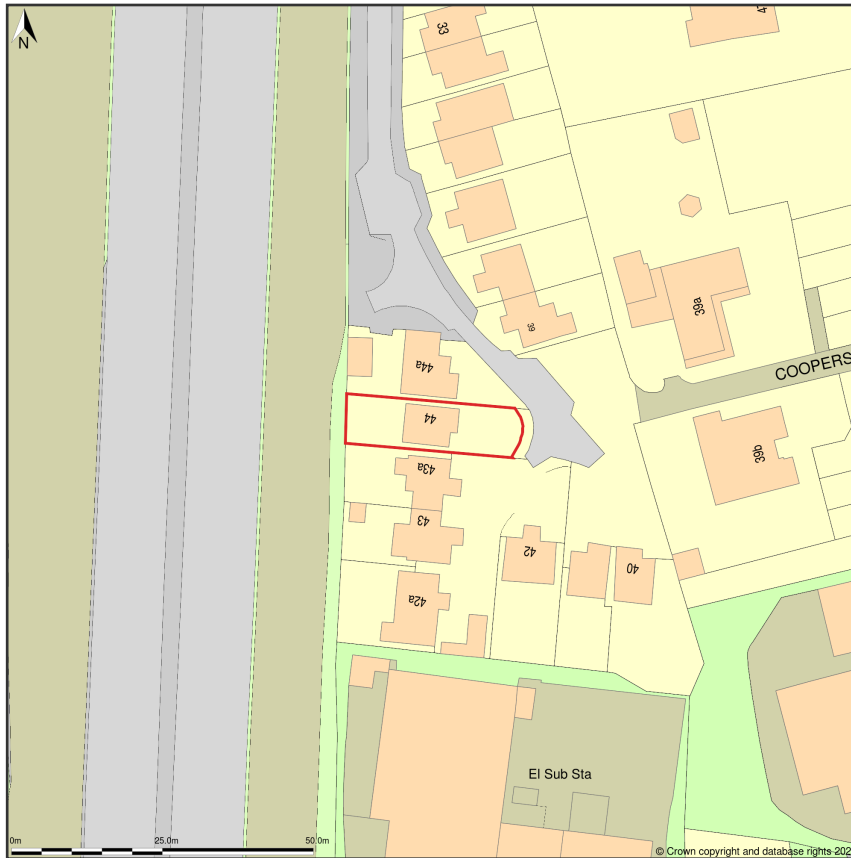 N
33
39
39a
COOPERS
44a
44
43a
39b
43
42
40
42a
El Sub Sta
0m 25.0m 50.0m
© Crown copyright and database rights 202